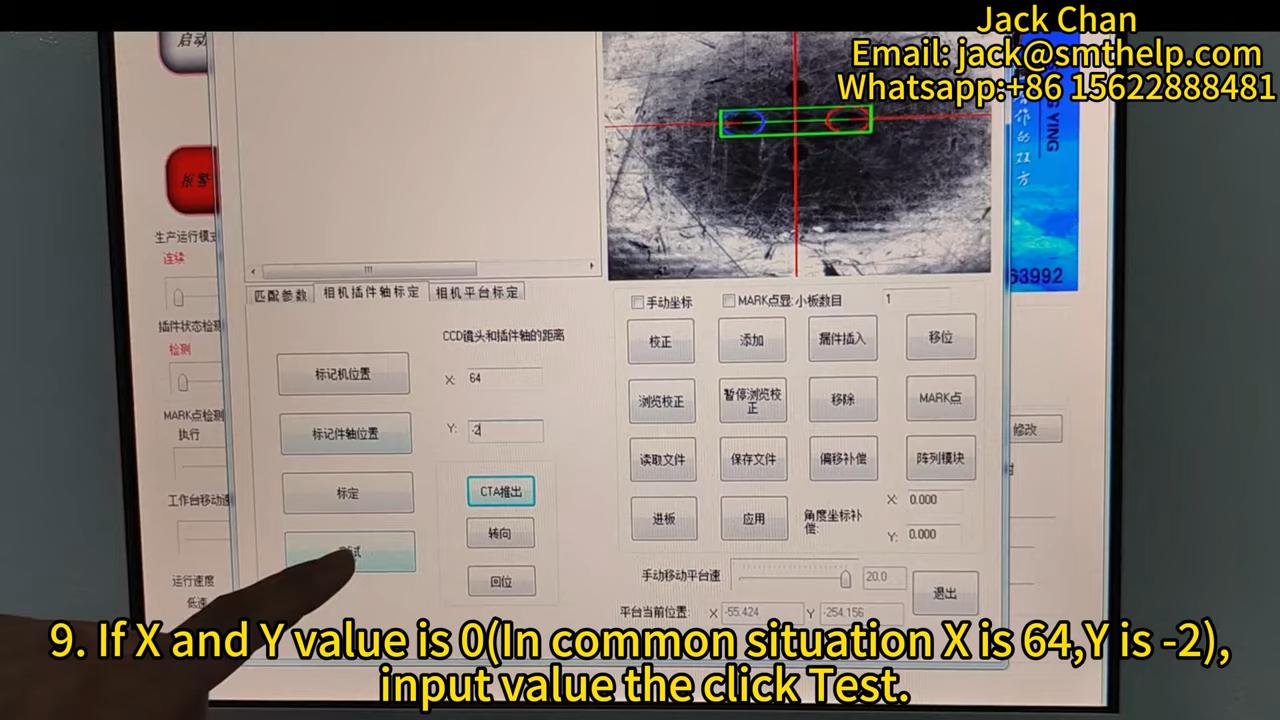 Jack Chan
Email: jack@smthelp.com
Whatsapp:+86 15622888481
启动
YING
作的双方
63992
报警
生产运行模式
连续
插件状态检测
检测
MARK点检测
执行
工作台移动速
运行速度
低速
匹配参数
相机插件轴标定
相机平台标定
CCD镜头和插件轴的距离
X: 64
Y: -2
标记机位置
标记件轴位置
标定
CTA推出
转向
回位
手动坐标
MARK点显:小板数目
1
校正
添加
漏件插入
移位
浏览校正
暂停浏览校正
移除
MARK点
读取文件
保存文件
偏移补偿
阵列模块
进板
应用
角度坐标补偿:
X: 0.000
Y: 0.000
修改
手动移动平台速
20.0
退出
平台当前位置:
X -55.424
Y -254.156
9. If X and Y value is 0(In common situation X is 64,Y is -2),
input value the click Test.